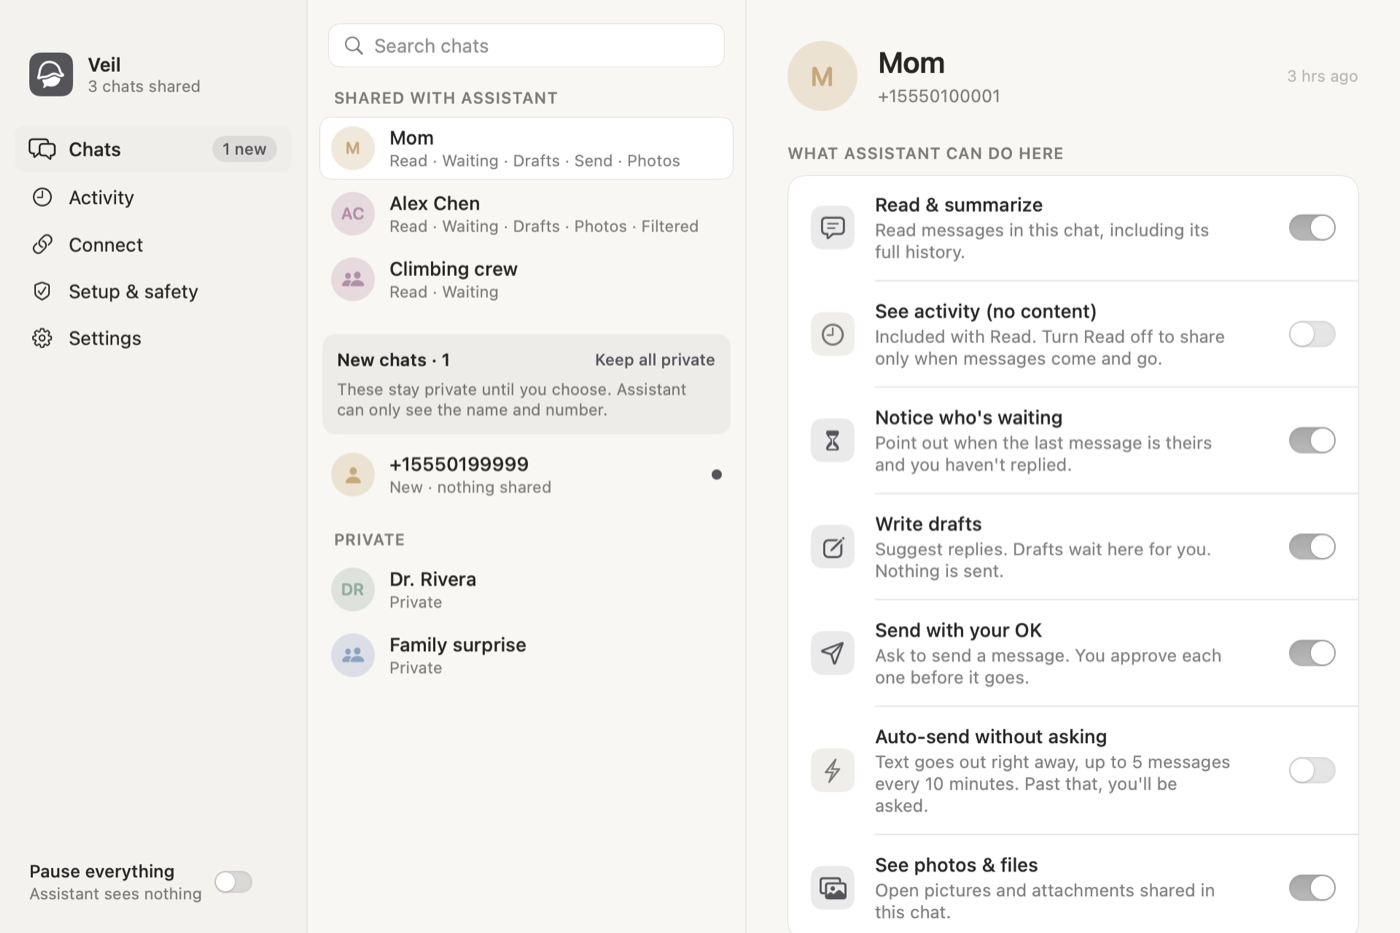 Veil
3 chats shared
Chats
1 new
Activity
Connect
Setup & safety
Settings
Pause everything
Assistant sees nothing
Search chats
SHARED WITH ASSISTANT
M
Mom
Read · Waiting · Drafts · Send · Photos
AC
Alex Chen
Read · Waiting · Drafts · Photos · Filtered
Climbing crew
Read · Waiting
New chats · 1
Keep all private
These stay private until you choose. Assistant
can only see the name and number.
+15550199999
New · nothing shared
PRIVATE
DR
Dr. Rivera
Private
Family surprise
Private
M
Mom
+15550100001
3 hrs ago
WHAT ASSISTANT CAN DO HERE
Read & summarize
Read messages in this chat, including its
full history.
See activity (no content)
Included with Read. Turn Read off to share
only when messages come and go.
Notice who's waiting
Point out when the last message is theirs
and you haven't replied.
Write drafts
Suggest replies. Drafts wait here for you.
Nothing is sent.
Send with your OK
Ask to send a message. You approve each
one before it goes.
Auto-send without asking
Text goes out right away, up to 5 messages
every 10 minutes. Past that, you'll be
asked.
See photos & files
Open pictures and attachments shared in
this chat.